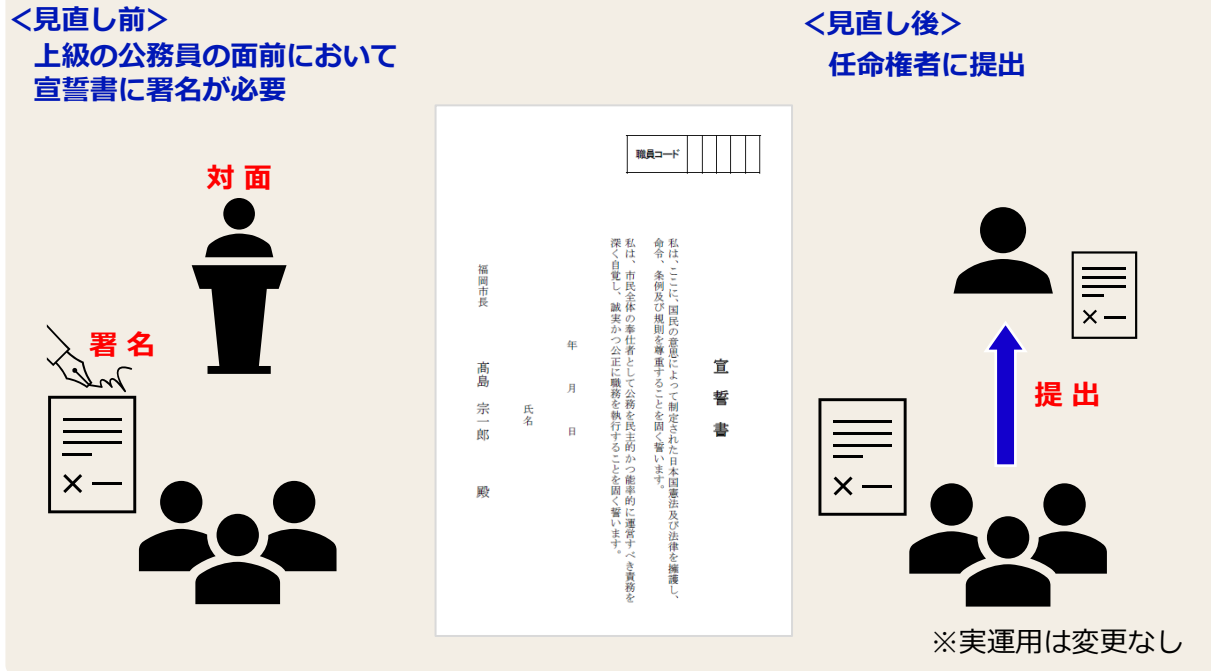 <見直し前>
上級の公務員の面前において
宣誓書に署名が必要
対 面
署 名
職員コード
宣誓書
私は、ここに、国民の意思によって制定された日本国憲法及び法律を擁護し、
命令、条例及び規則を尊重することを固く誓います。
私は、市民全体の奉仕者として公務を民主的かつ能率的に運営すべき責務を
深く自覚し、誠実かつ公正に職務を執行することを固く誓います。
年 月 日
氏名
福岡市長 髙島 宗一郎 殿
<見直し後>
任命権者に提出
提 出
※実運用は変更なし